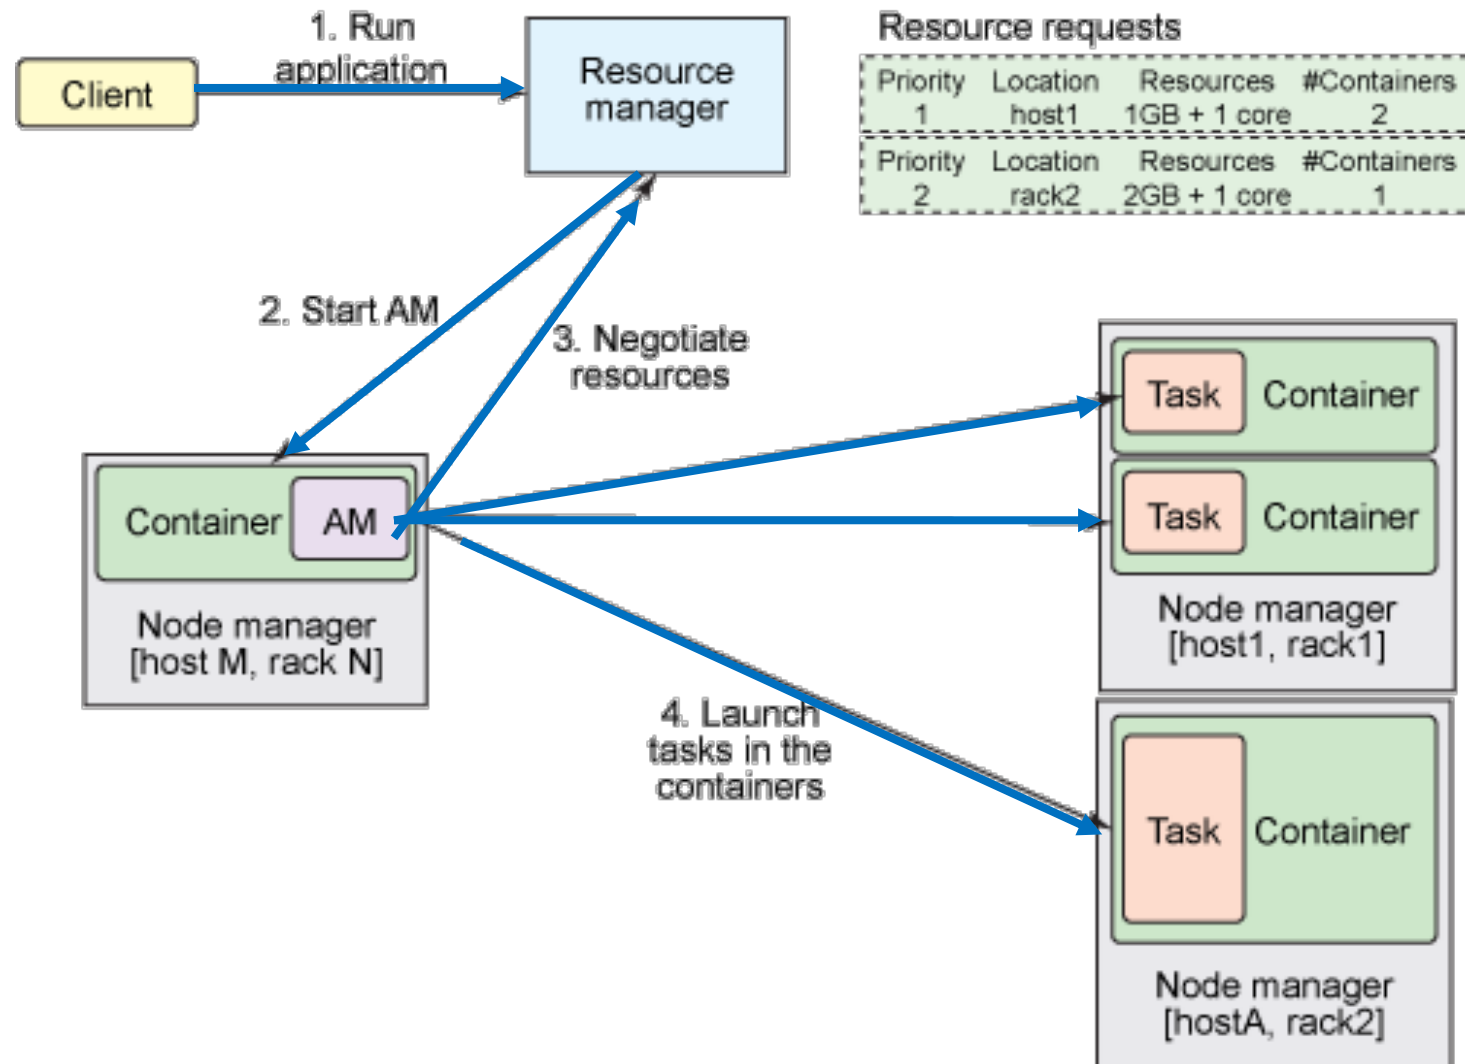 1. Run
application
Client
Resource
manager
Resource requests
Priority Location Resources #Containers
1 host1 1GB + 1 core 2
Priority Location Resources #Containers
2 rack2 2GB + 1 core 1
2. Start AM
3. Negotiate
resources
Container AM
Node manager
[host M, rack N]
Task Container
Task Container
Node manager
[host1, rack1]
4. Launch
tasks in the
containers
Task Container
Node manager
[hostA, rack2]